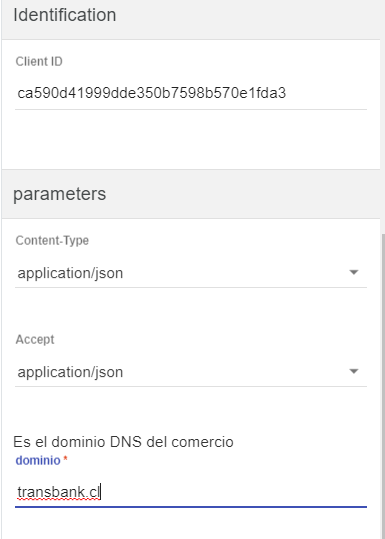 Identification
Client ID
ca590d41999dde350b7598b570e1fda3
parameters
Content-Type
application/json
Accept
application/json
Es el dominio DNS del comercio
dominio *
transbank.cl